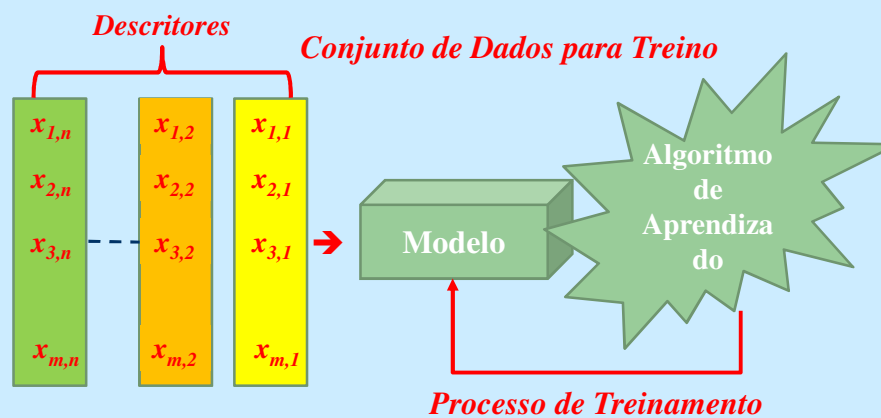 Descritores
Conjunto de Dados para Treino
x1,n x1,2 x1,1
x2,n x2,2 x2,1
x3,n x3,2 x3,1
xm,n xm,2 xm,1
Modelo
Algoritmo
de
Aprendiza
do
Processo de Treinamento